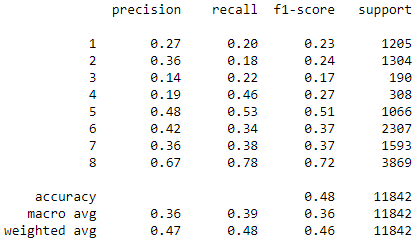 precision recall f1-score support
1 0.27 0.20 0.23 1205
2 0.36 0.18 0.24 1304
3 0.14 0.22 0.17 190
4 0.19 0.46 0.27 308
5 0.48 0.53 0.51 1066
6 0.42 0.34 0.37 2307
7 0.36 0.38 0.37 1593
8 0.67 0.78 0.72 3869
accuracy 0.48 11842
macro avg 0.36 0.39 0.36 11842
weighted avg 0.47 0.48 0.46 11842